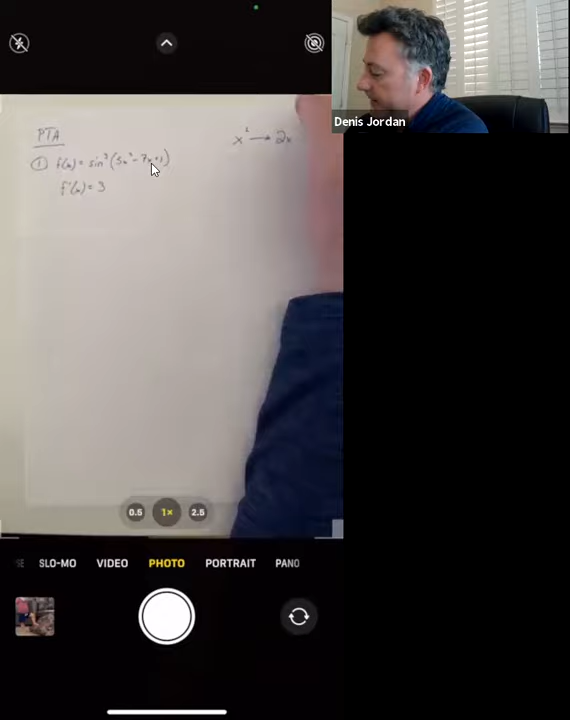 Denis Jordan
PTA
x² → 2x
① f(x) = sin³(5x² - 7x + 1)
f'(x) = 3
0.5 1× 2.5
SLO-MO VIDEO PHOTO PORTRAIT PANO